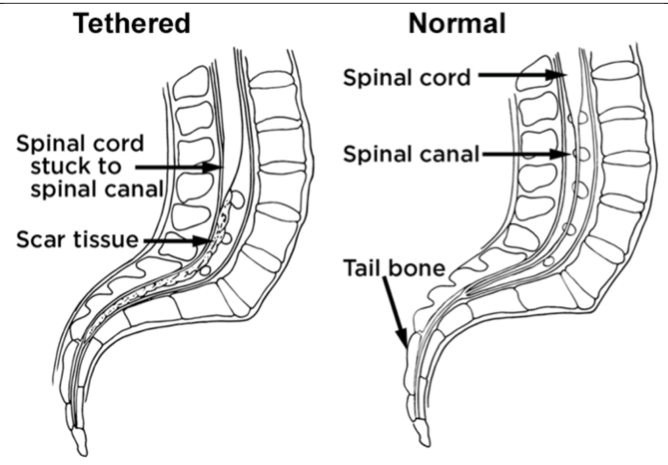 Tethered
Spinal cord
stuck to
spinal canal
Scar tissue
Normal
Spinal cord
Spinal canal
Tail bone